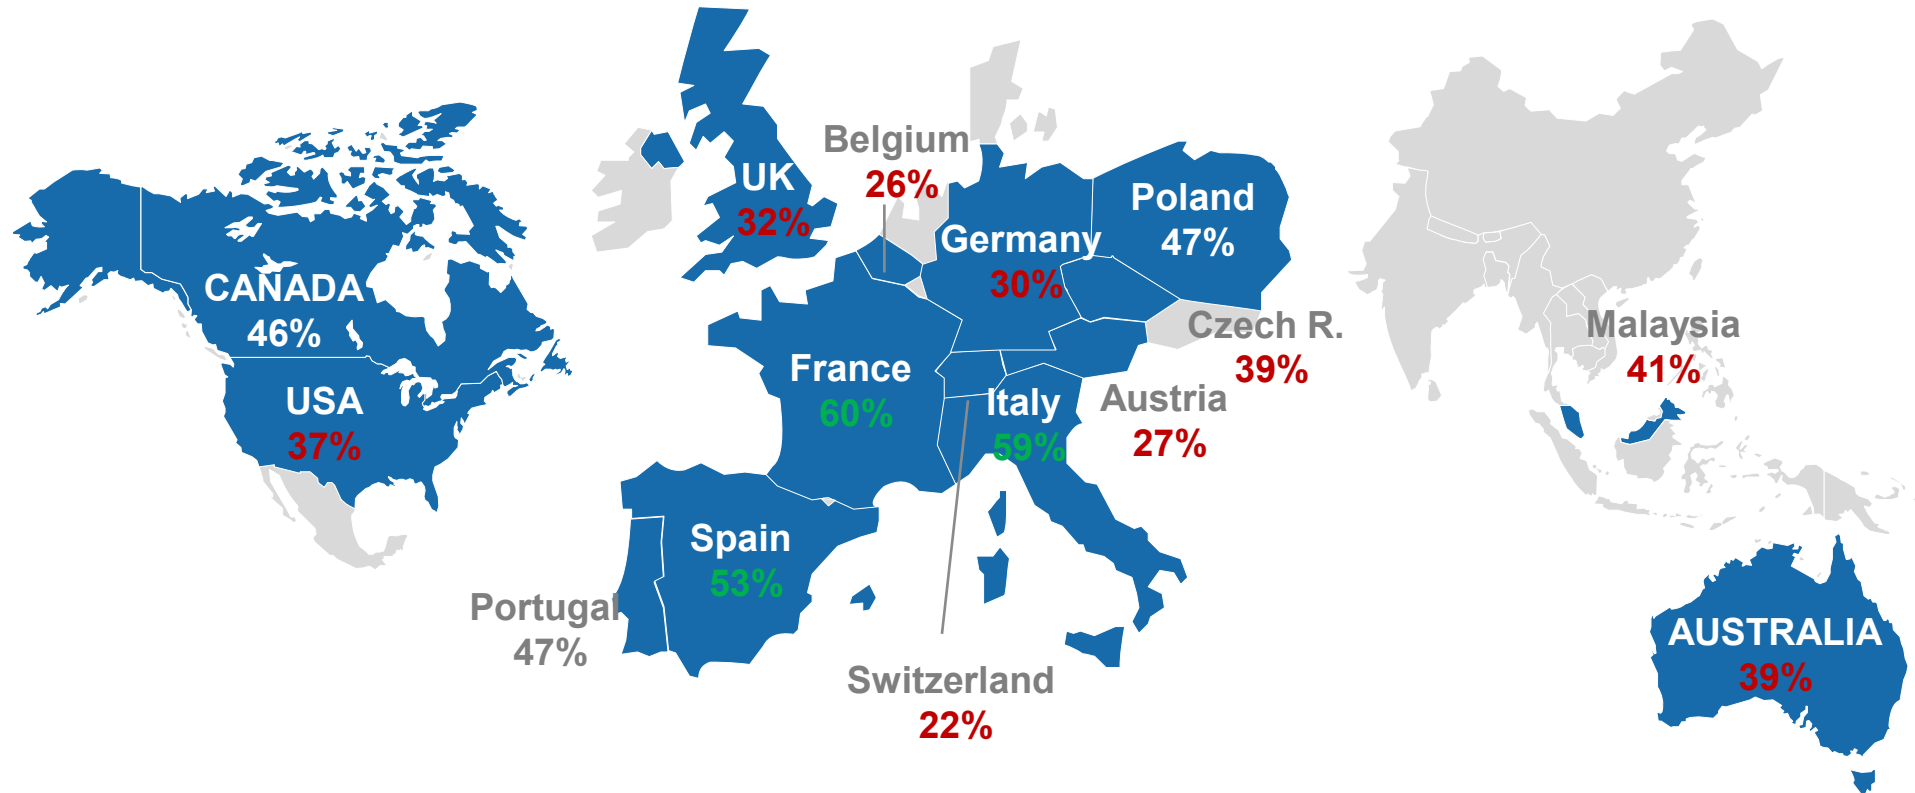 CANADA
46%
USA
37%
UK
32%
Belgium
26%
Germany
30%
Poland
47%
Czech R.
39%
France
60%
Italy
59%
Austria
27%
Spain
53%
Portugal
47%
Switzerland
22%
Malaysia
41%
AUSTRALIA
39%